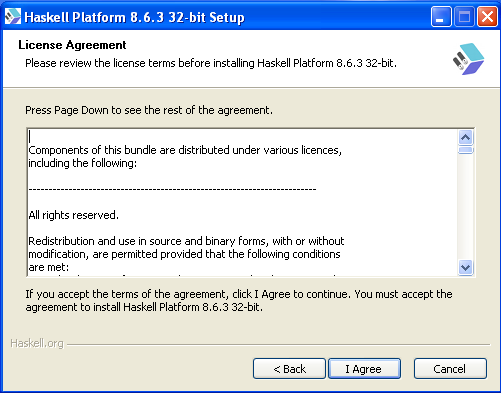 Haskell Platform 8.6.3 32-bit Setup
License Agreement
Please review the license terms before installing Haskell Platform 8.6.3 32-bit.
Press Page Down to see the rest of the agreement.
Components of this bundle are distributed under various licences,
including the following:
------------------------------------------------------------------------
All rights reserved.
Redistribution and use in source and binary forms, with or without
modification, are permitted provided that the following conditions
are met:
If you accept the terms of the agreement, click I Agree to continue. You must accept the
agreement to install Haskell Platform 8.6.3 32-bit.
Haskell.org
< Back
I Agree
Cancel